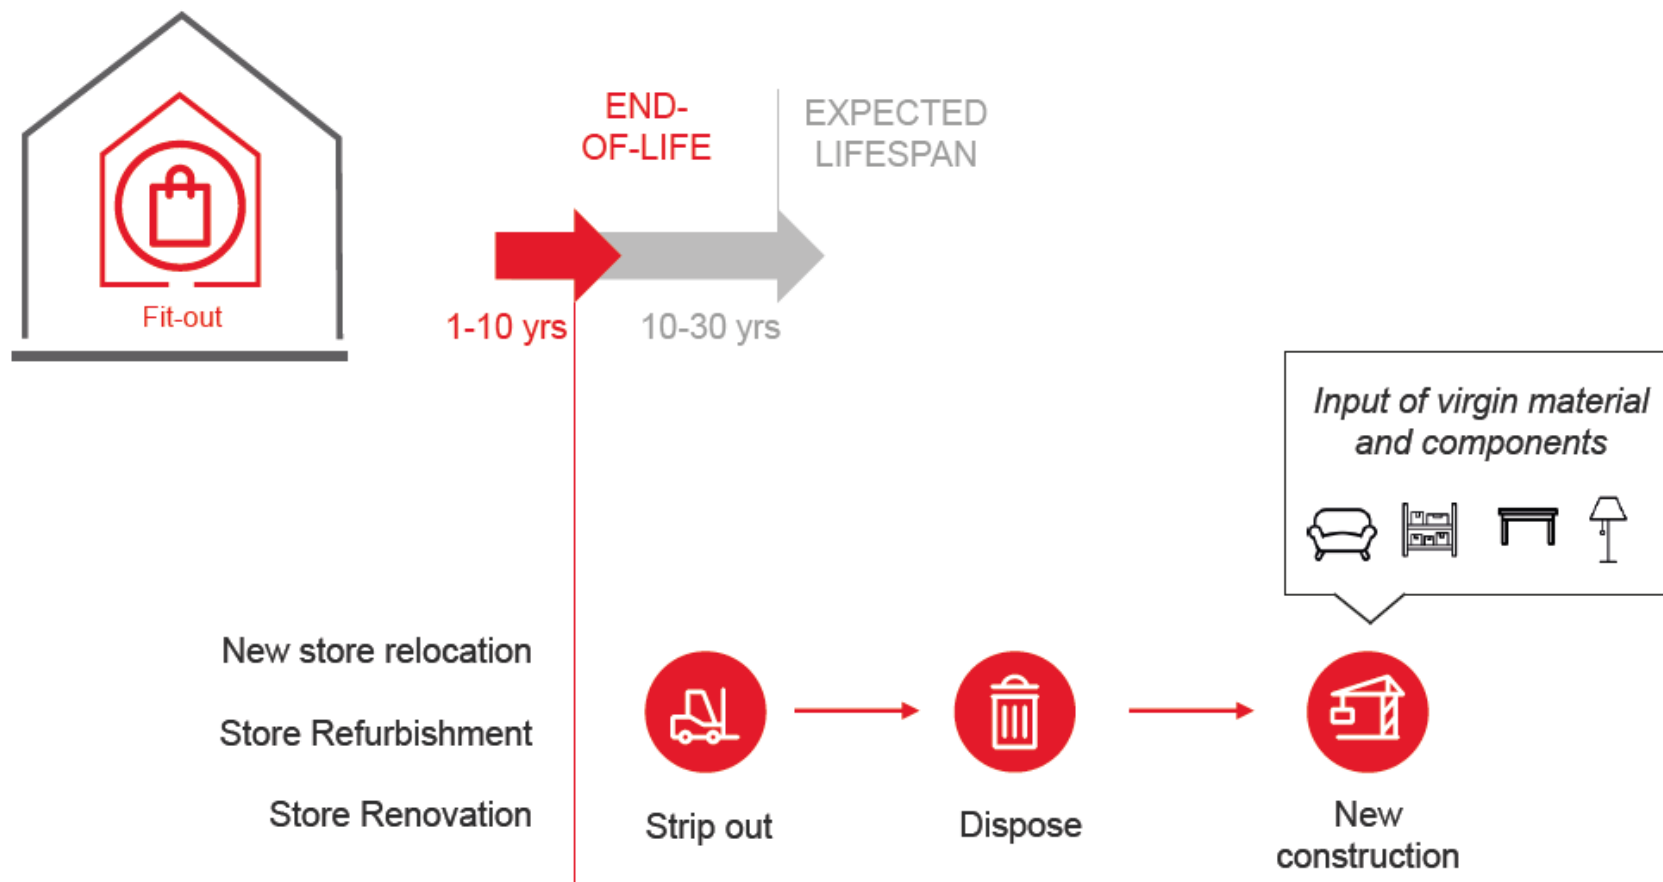 Fit-out
END-
OF-LIFE
EXPECTED
LIFESPAN
1-10 yrs
10-30 yrs
Input of virgin material
and components
New store relocation
Store Refurbishment
Store Renovation
Strip out
Dispose
New
construction